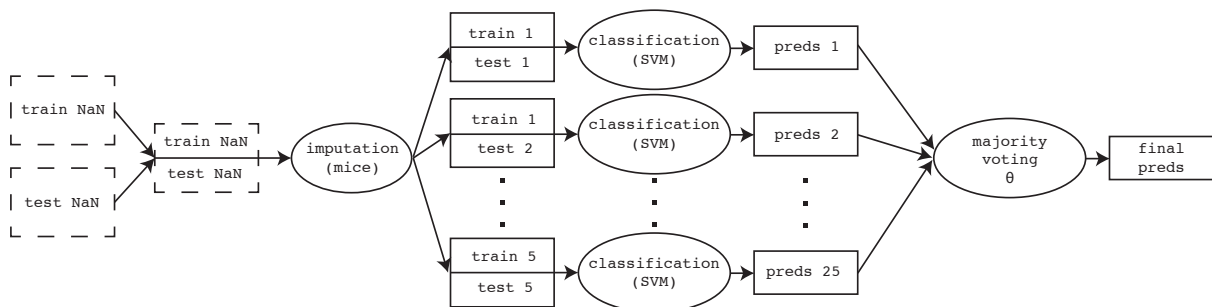 train NaN
test NaN
train NaN
test NaN
imputation
(mice)
train 1
test 1
classification
(SVM)
preds 1
train 1
test 2
classification
(SVM)
preds 2
train 5
test 5
classification
(SVM)
preds 25
majority
voting
θ
final
preds